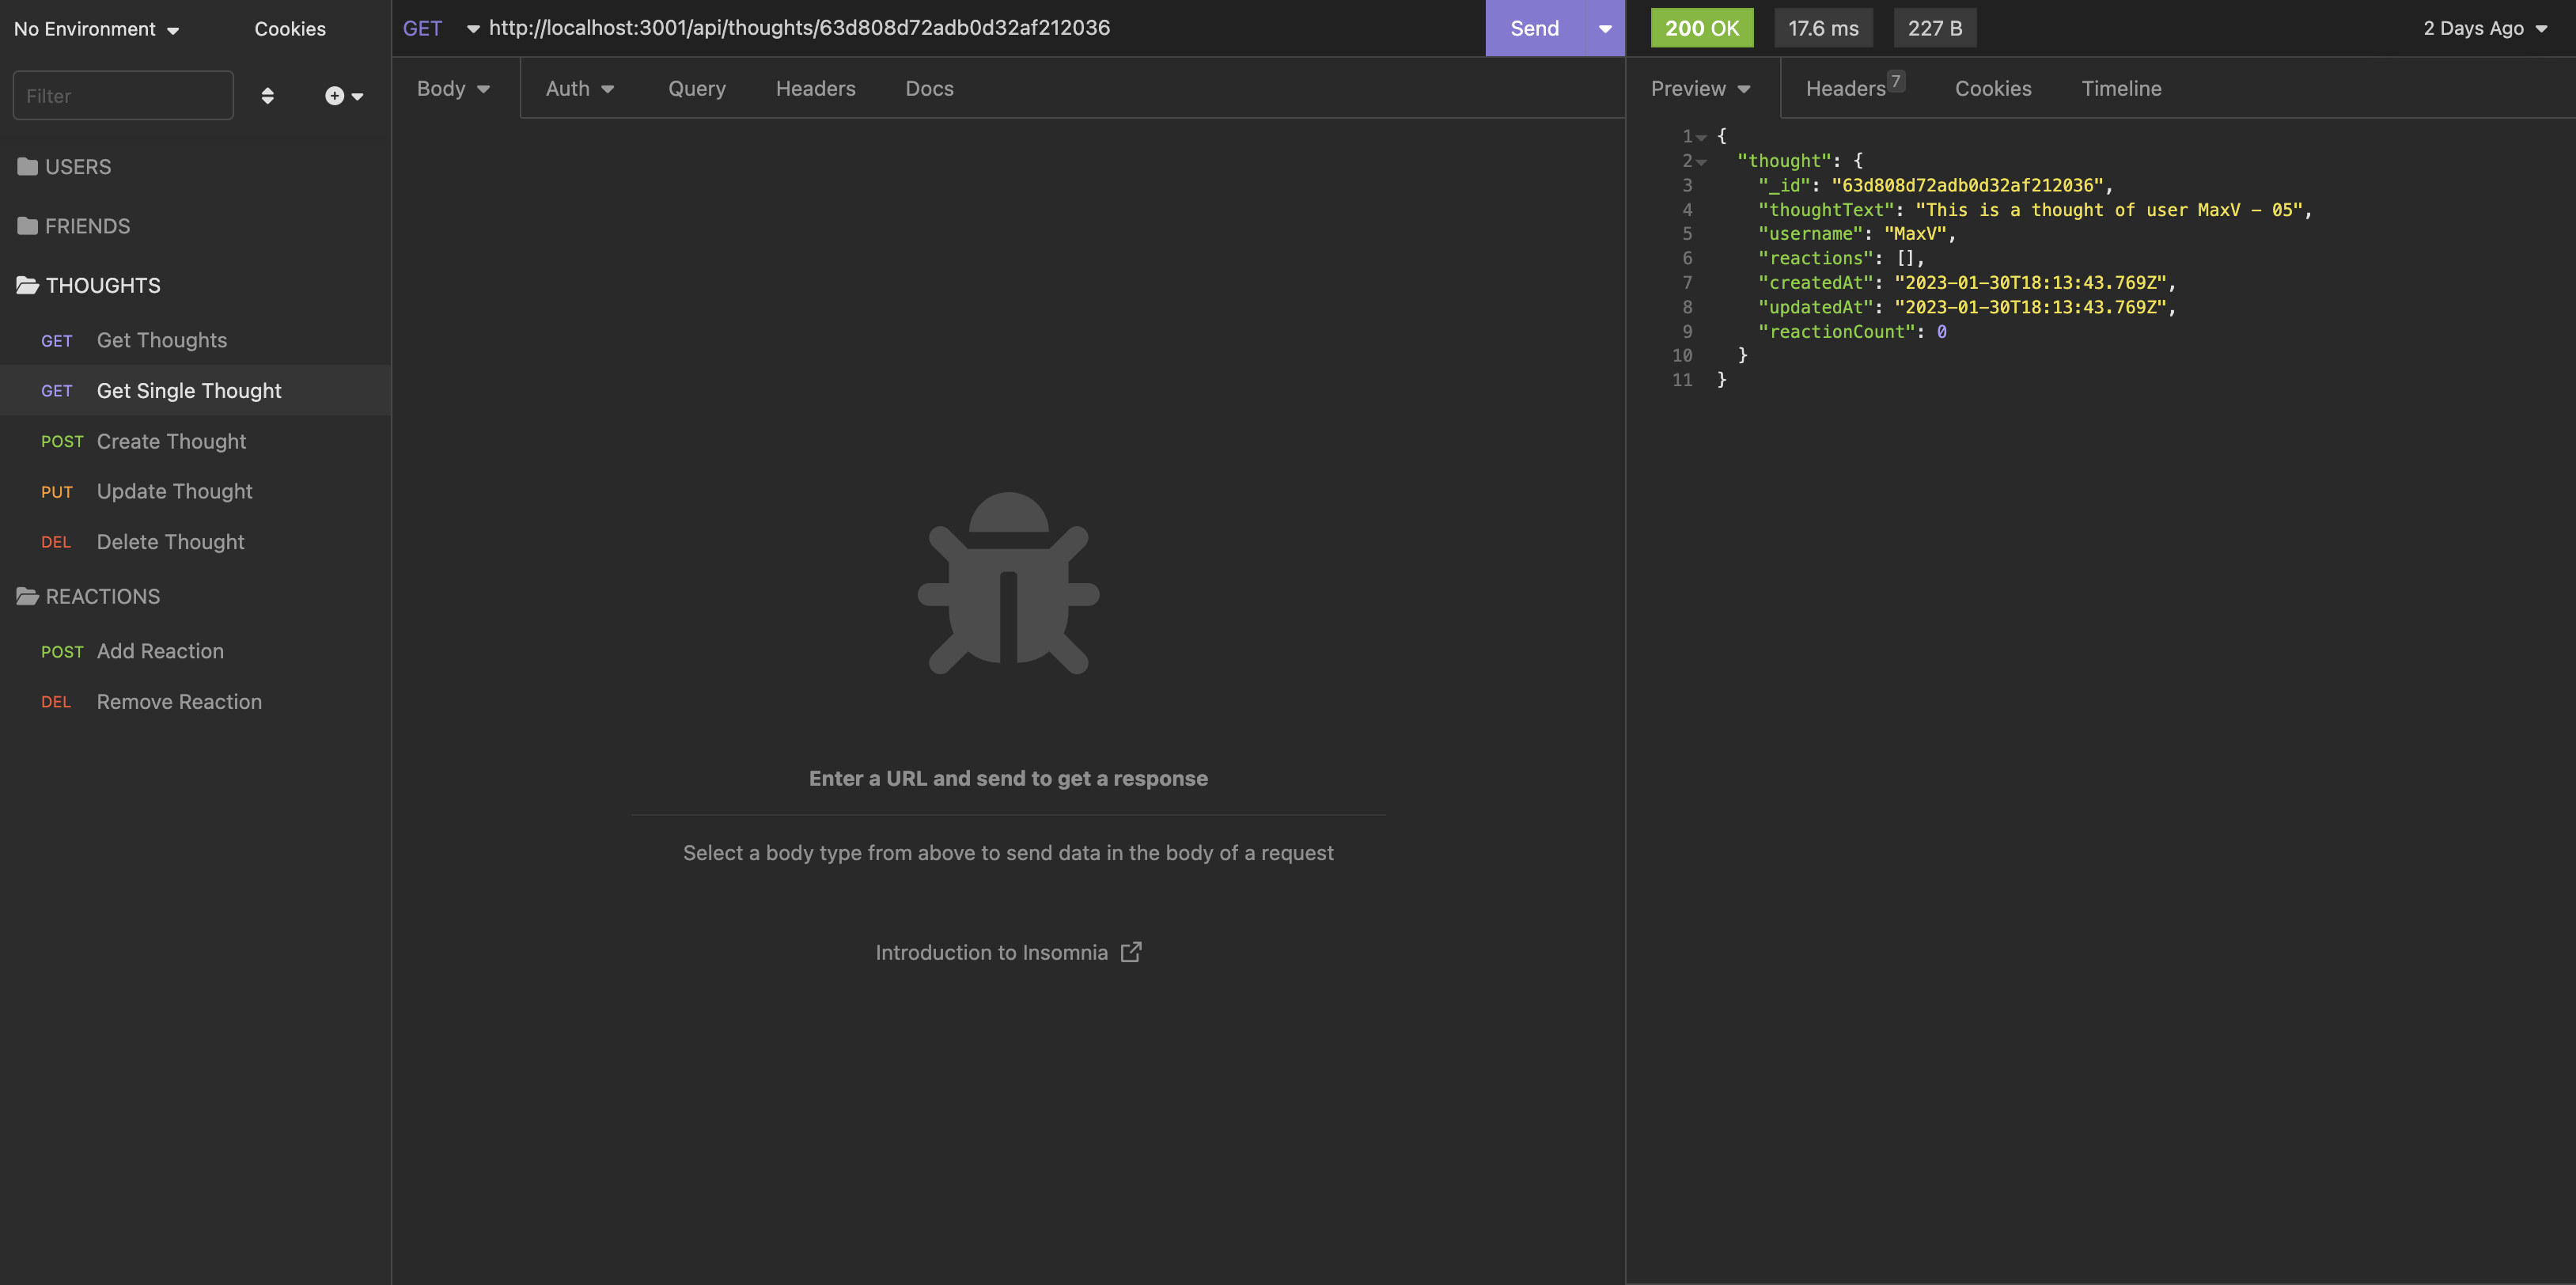 No Environment
Cookies
Filter
USERS
FRIENDS
THOUGHTS
GET Get Thoughts
GET Get Single Thought
POST Create Thought
PUT Update Thought
DEL Delete Thought
REACTIONS
POST Add Reaction
DEL Remove Reaction
GET http://localhost:3001/api/thoughts/63d808d72adb0d32af212036
Send
Body Auth Query Headers Docs
Enter a URL and send to get a response
Select a body type from above to send data in the body of a request
Introduction to Insomnia
200 OK 17.6 ms 227 B 2 Days Ago
Preview Headers 7 Cookies Timeline
1 {
2 "thought": {
3 "_id": "63d808d72adb0d32af212036",
4 "thoughtText": "This is a thought of user MaxV - 05",
5 "username": "MaxV",
6 "reactions": [],
7 "createdAt": "2023-01-30T18:13:43.769Z",
8 "updatedAt": "2023-01-30T18:13:43.769Z",
9 "reactionCount": 0
10 }
11 }